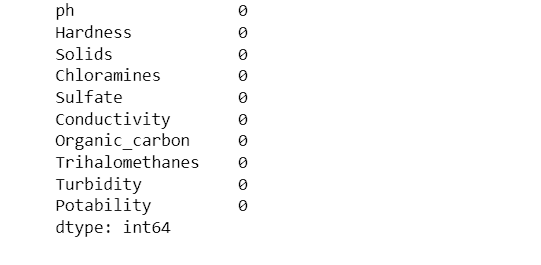 ph 0
Hardness 0
Solids 0
Chloramines 0
Sulfate 0
Conductivity 0
Organic_carbon 0
Trihalomethanes 0
Turbidity 0
Potability 0
dtype: int64